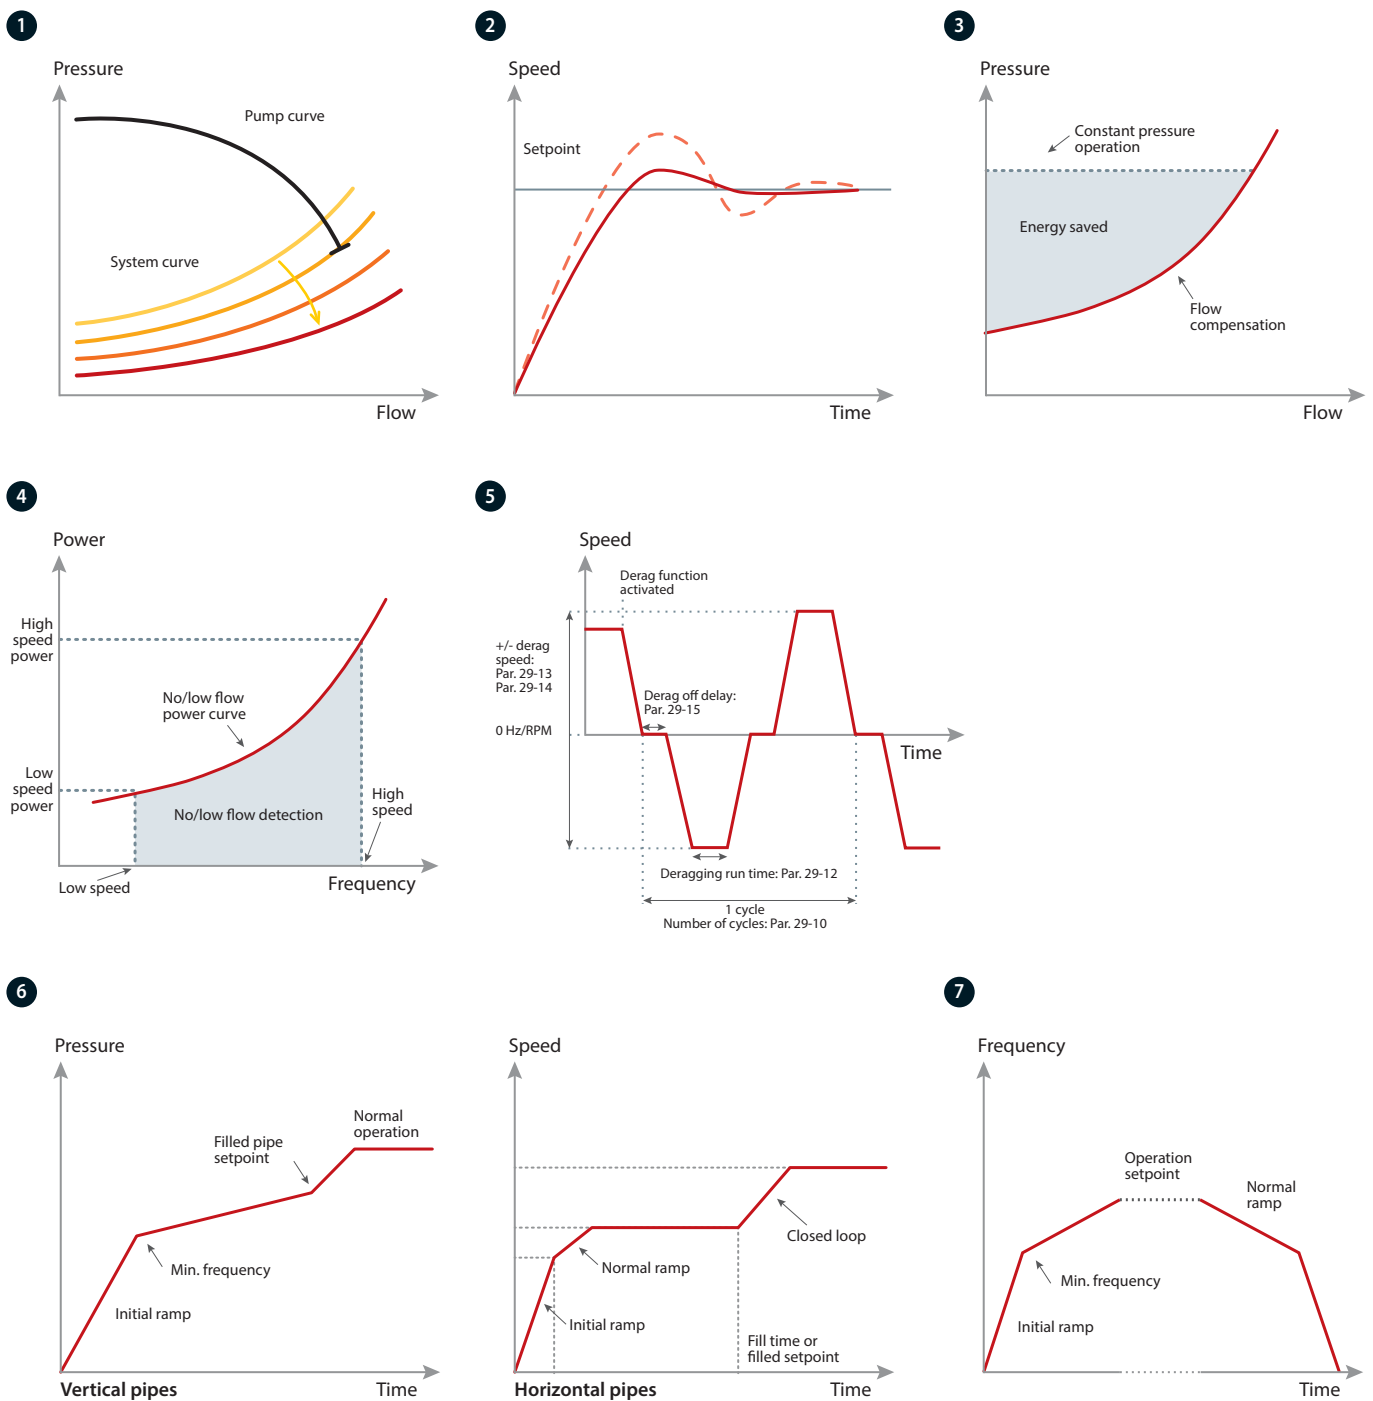 1
Pressure
Pump curve
System curve
Flow
2
Speed
Setpoint
Time
3
Pressure
Constant pressure
operation
Energy saved
Flow
compensation
Flow
4
Power
High
speed
power
No/low flow
power curve
Low
speed
power
No/low flow detection
High
speed
Low speed
Frequency
5
Speed
Derag function
activated
+/- derag
speed:
Par. 29-13
Par. 29-14
Derag off delay:
Par. 29-15
0 Hz/RPM
Time
Deragging run time: Par. 29-12
1 cycle
Number of cycles: Par. 29-10
6
Pressure
Normal
operation
Filled pipe
setpoint
Min. frequency
Initial ramp
Vertical pipes
Time
Speed
Closed loop
Normal ramp
Initial ramp
Fill time or
filled setpoint
Horizontal pipes
Time
7
Frequency
Operation
setpoint
Normal
ramp
Min. frequency
Initial ramp
Time